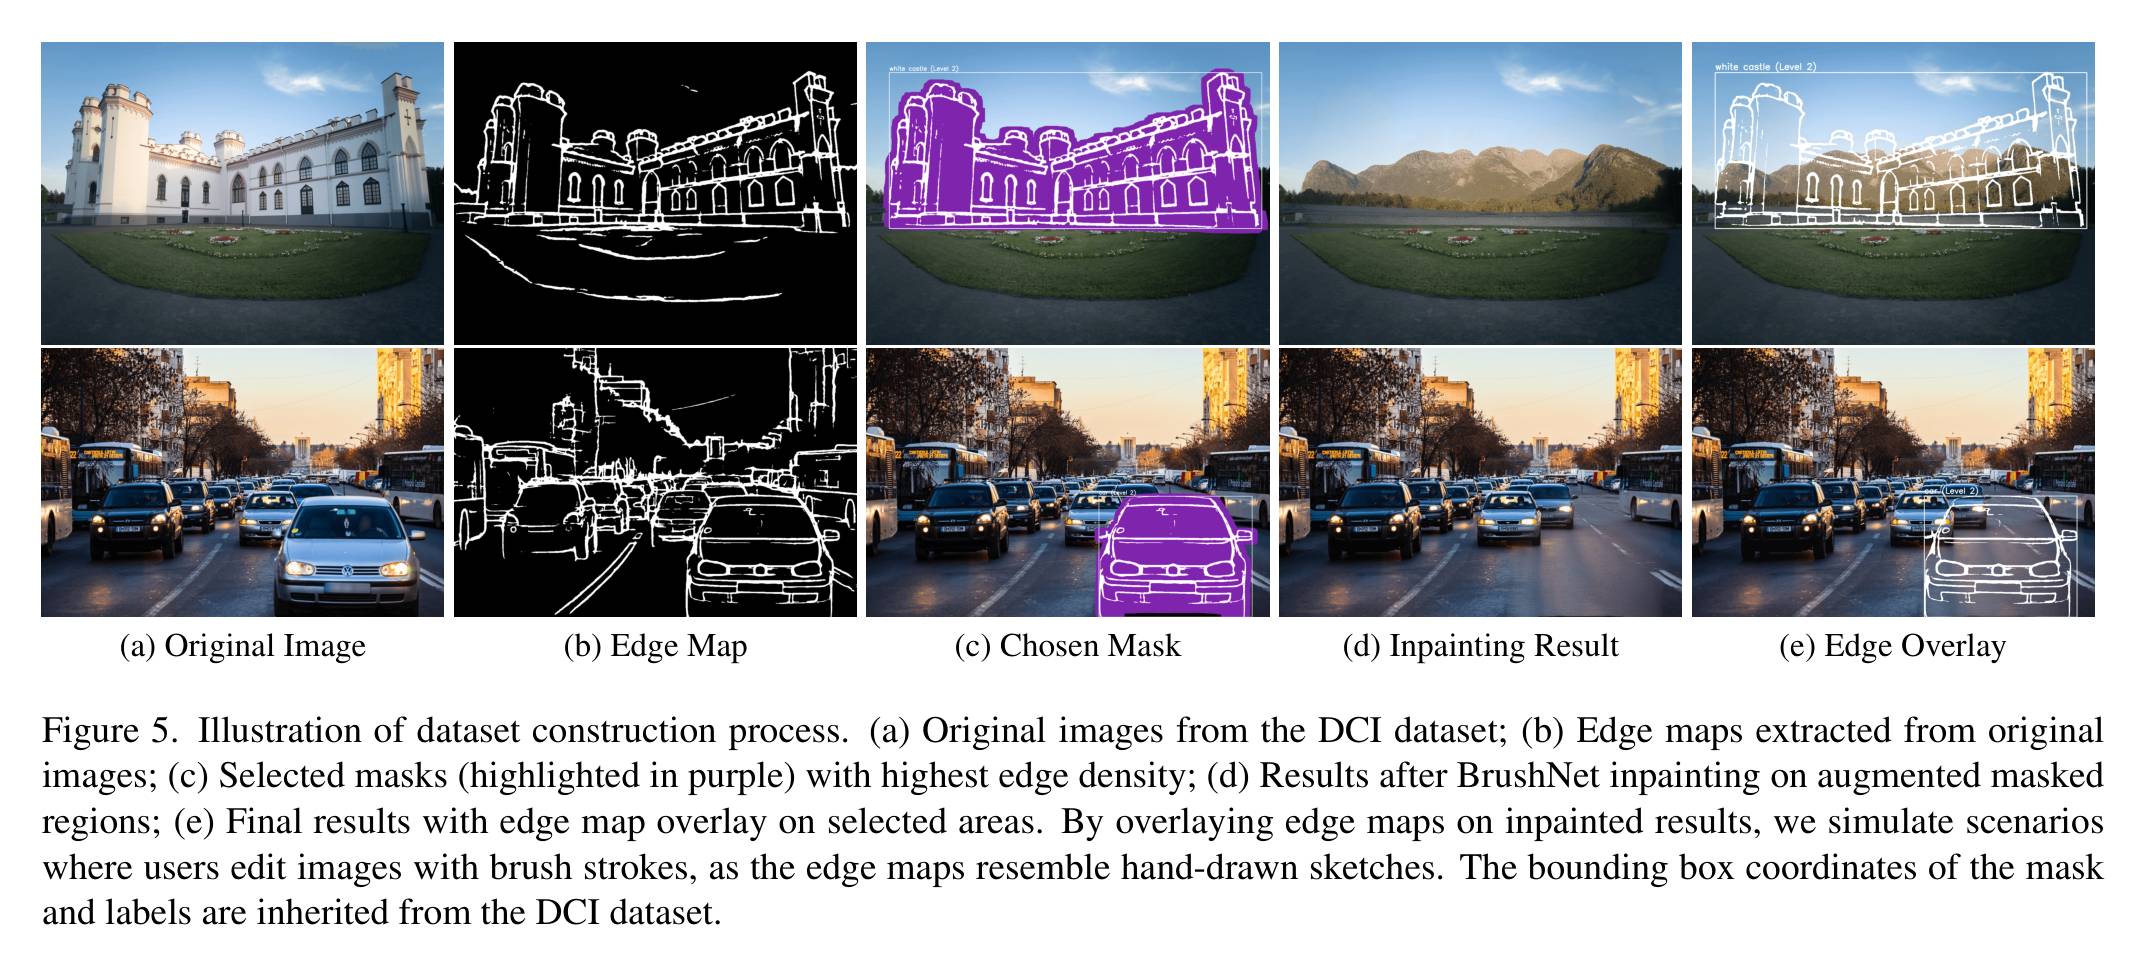 white castle (Level 2)
white castle (Level 2)
22
(Level 2)
22
22
car (Level 2)
(a) Original Image
(b) Edge Map
(c) Chosen Mask
(d) Inpainting Result
(e) Edge Overlay
Figure 5. Illustration of dataset construction process. (a) Original images from the DCI dataset; (b) Edge maps extracted from original
images; (c) Selected masks (highlighted in purple) with highest edge density; (d) Results after BrushNet inpainting on augmented masked
regions; (e) Final results with edge map overlay on selected areas. By overlaying edge maps on inpainted results, we simulate scenarios
where users edit images with brush strokes, as the edge maps resemble hand-drawn sketches. The bounding box coordinates of the mask
and labels are inherited from the DCI dataset.